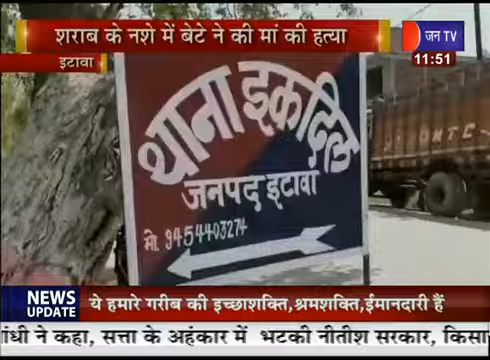 शराब के नशे में बेटे ने की मां की हत्या
जन TV
इटावा
11:51
थाना इकदिल
जनपद इटावा
मो. 9454403274
NEWS UPDATE
ये हमारे गरीब की इच्छाशक्ति,श्रमशक्ति,ईमानदारी हैं
ांधी ने कहा, सत्ता के अहंकार में भटकी नीतीश सरकार, किसा